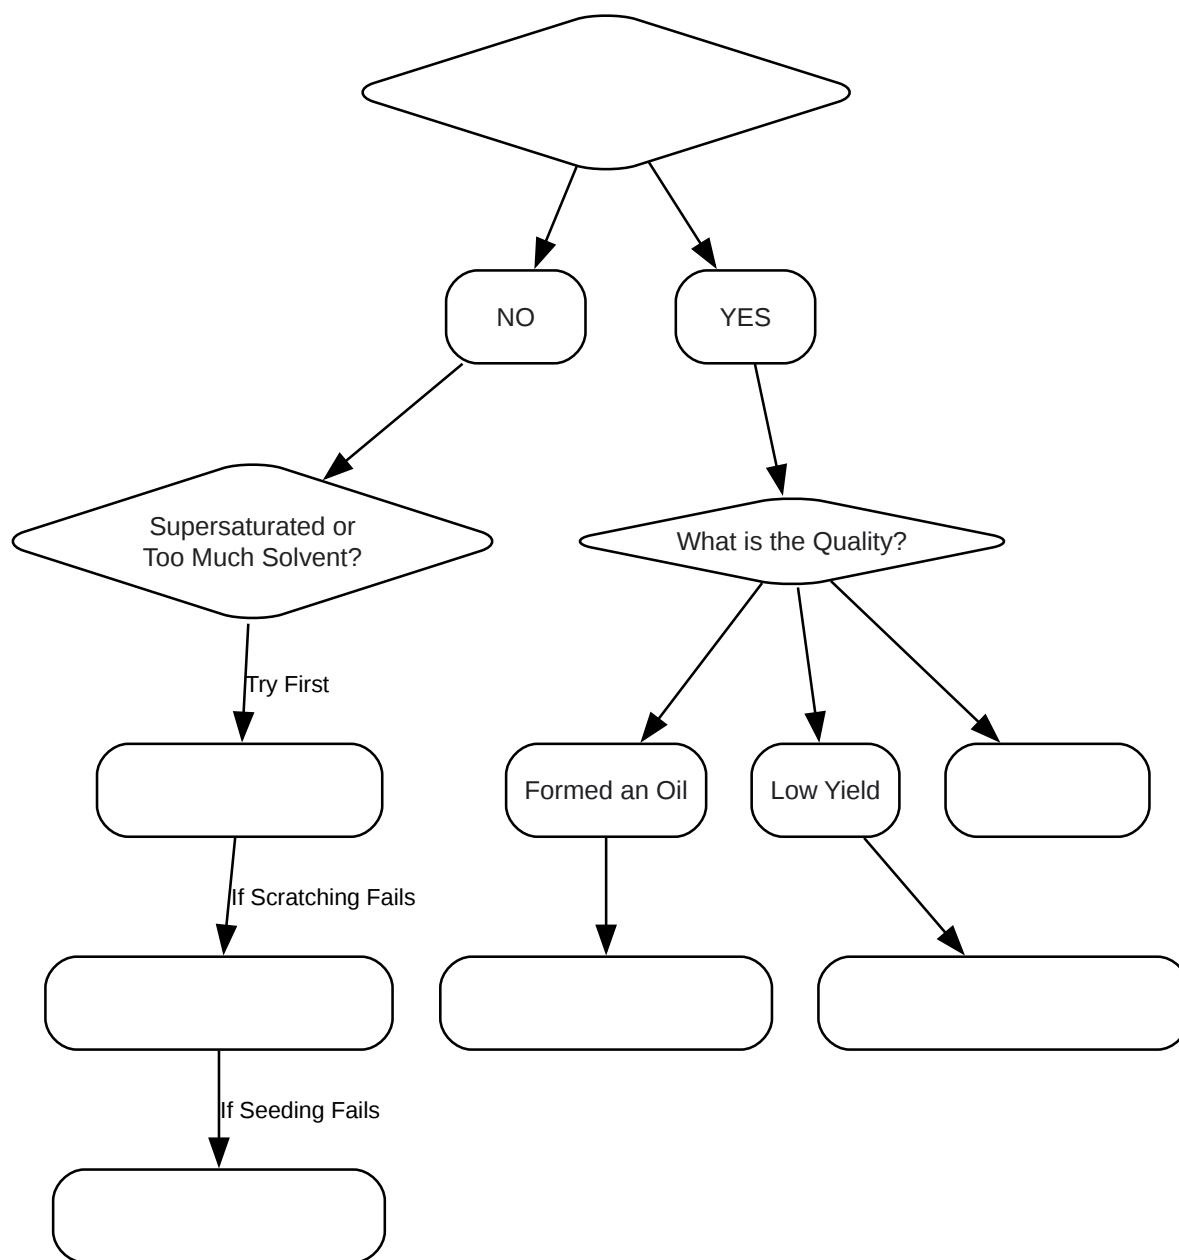 NO
YES
Supersaturated or
Too Much Solvent?
What is the Quality?
Try First
Formed an Oil
Low Yield
If Scratching Fails
If Seeding Fails